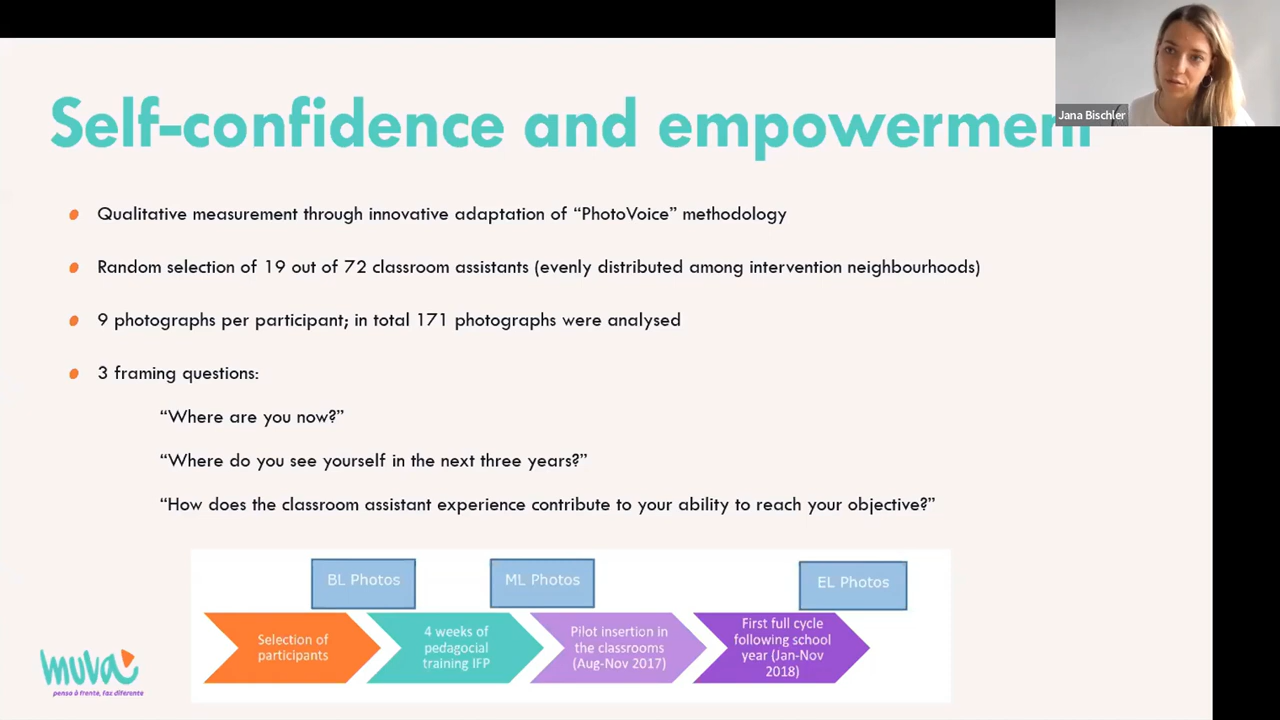 Self-confidence and empowerment
Jana Bischler
Qualitative measurement through innovative adaptation of “PhotoVoice” methodology
Random selection of 19 out of 72 classroom assistants (evenly distributed among intervention neighbourhoods)
9 photographs per participant; in total 171 photographs were analysed
3 framing questions:
“Where are you now?”
“Where do you see yourself in the next three years?”
“How does the classroom assistant experience contribute to your ability to reach your objective?”
BL Photos
ML Photos
EL Photos
Selection of
participants
4 weeks of
pedagocial
training IFP
Pilot insertion in
the classrooms
(Aug-Nov 2017)
First full cycle
following school
year (Jan-Nov
2018)
muva
pensa à frente, faz diferente